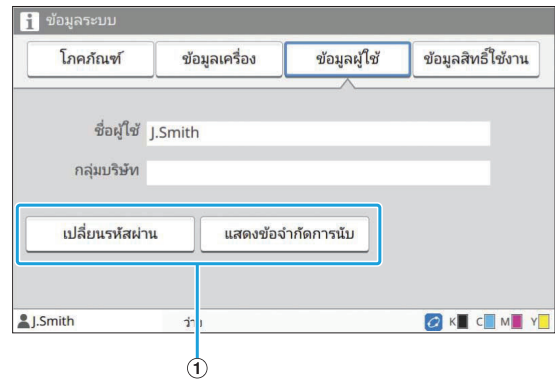 i ข้อมูลระบบ
โภคภัณฑ์ ข้อมูลเครื่อง ข้อมูลผู้ใช้ ข้อมูลสิทธิ์ใช้งาน
ชื่อผู้ใช้ J.Smith
กลุ่มบริษัท
เปลี่ยนรหัสผ่าน แสดงข้อจำกัดการนับ
J.Smith K C M Y
1